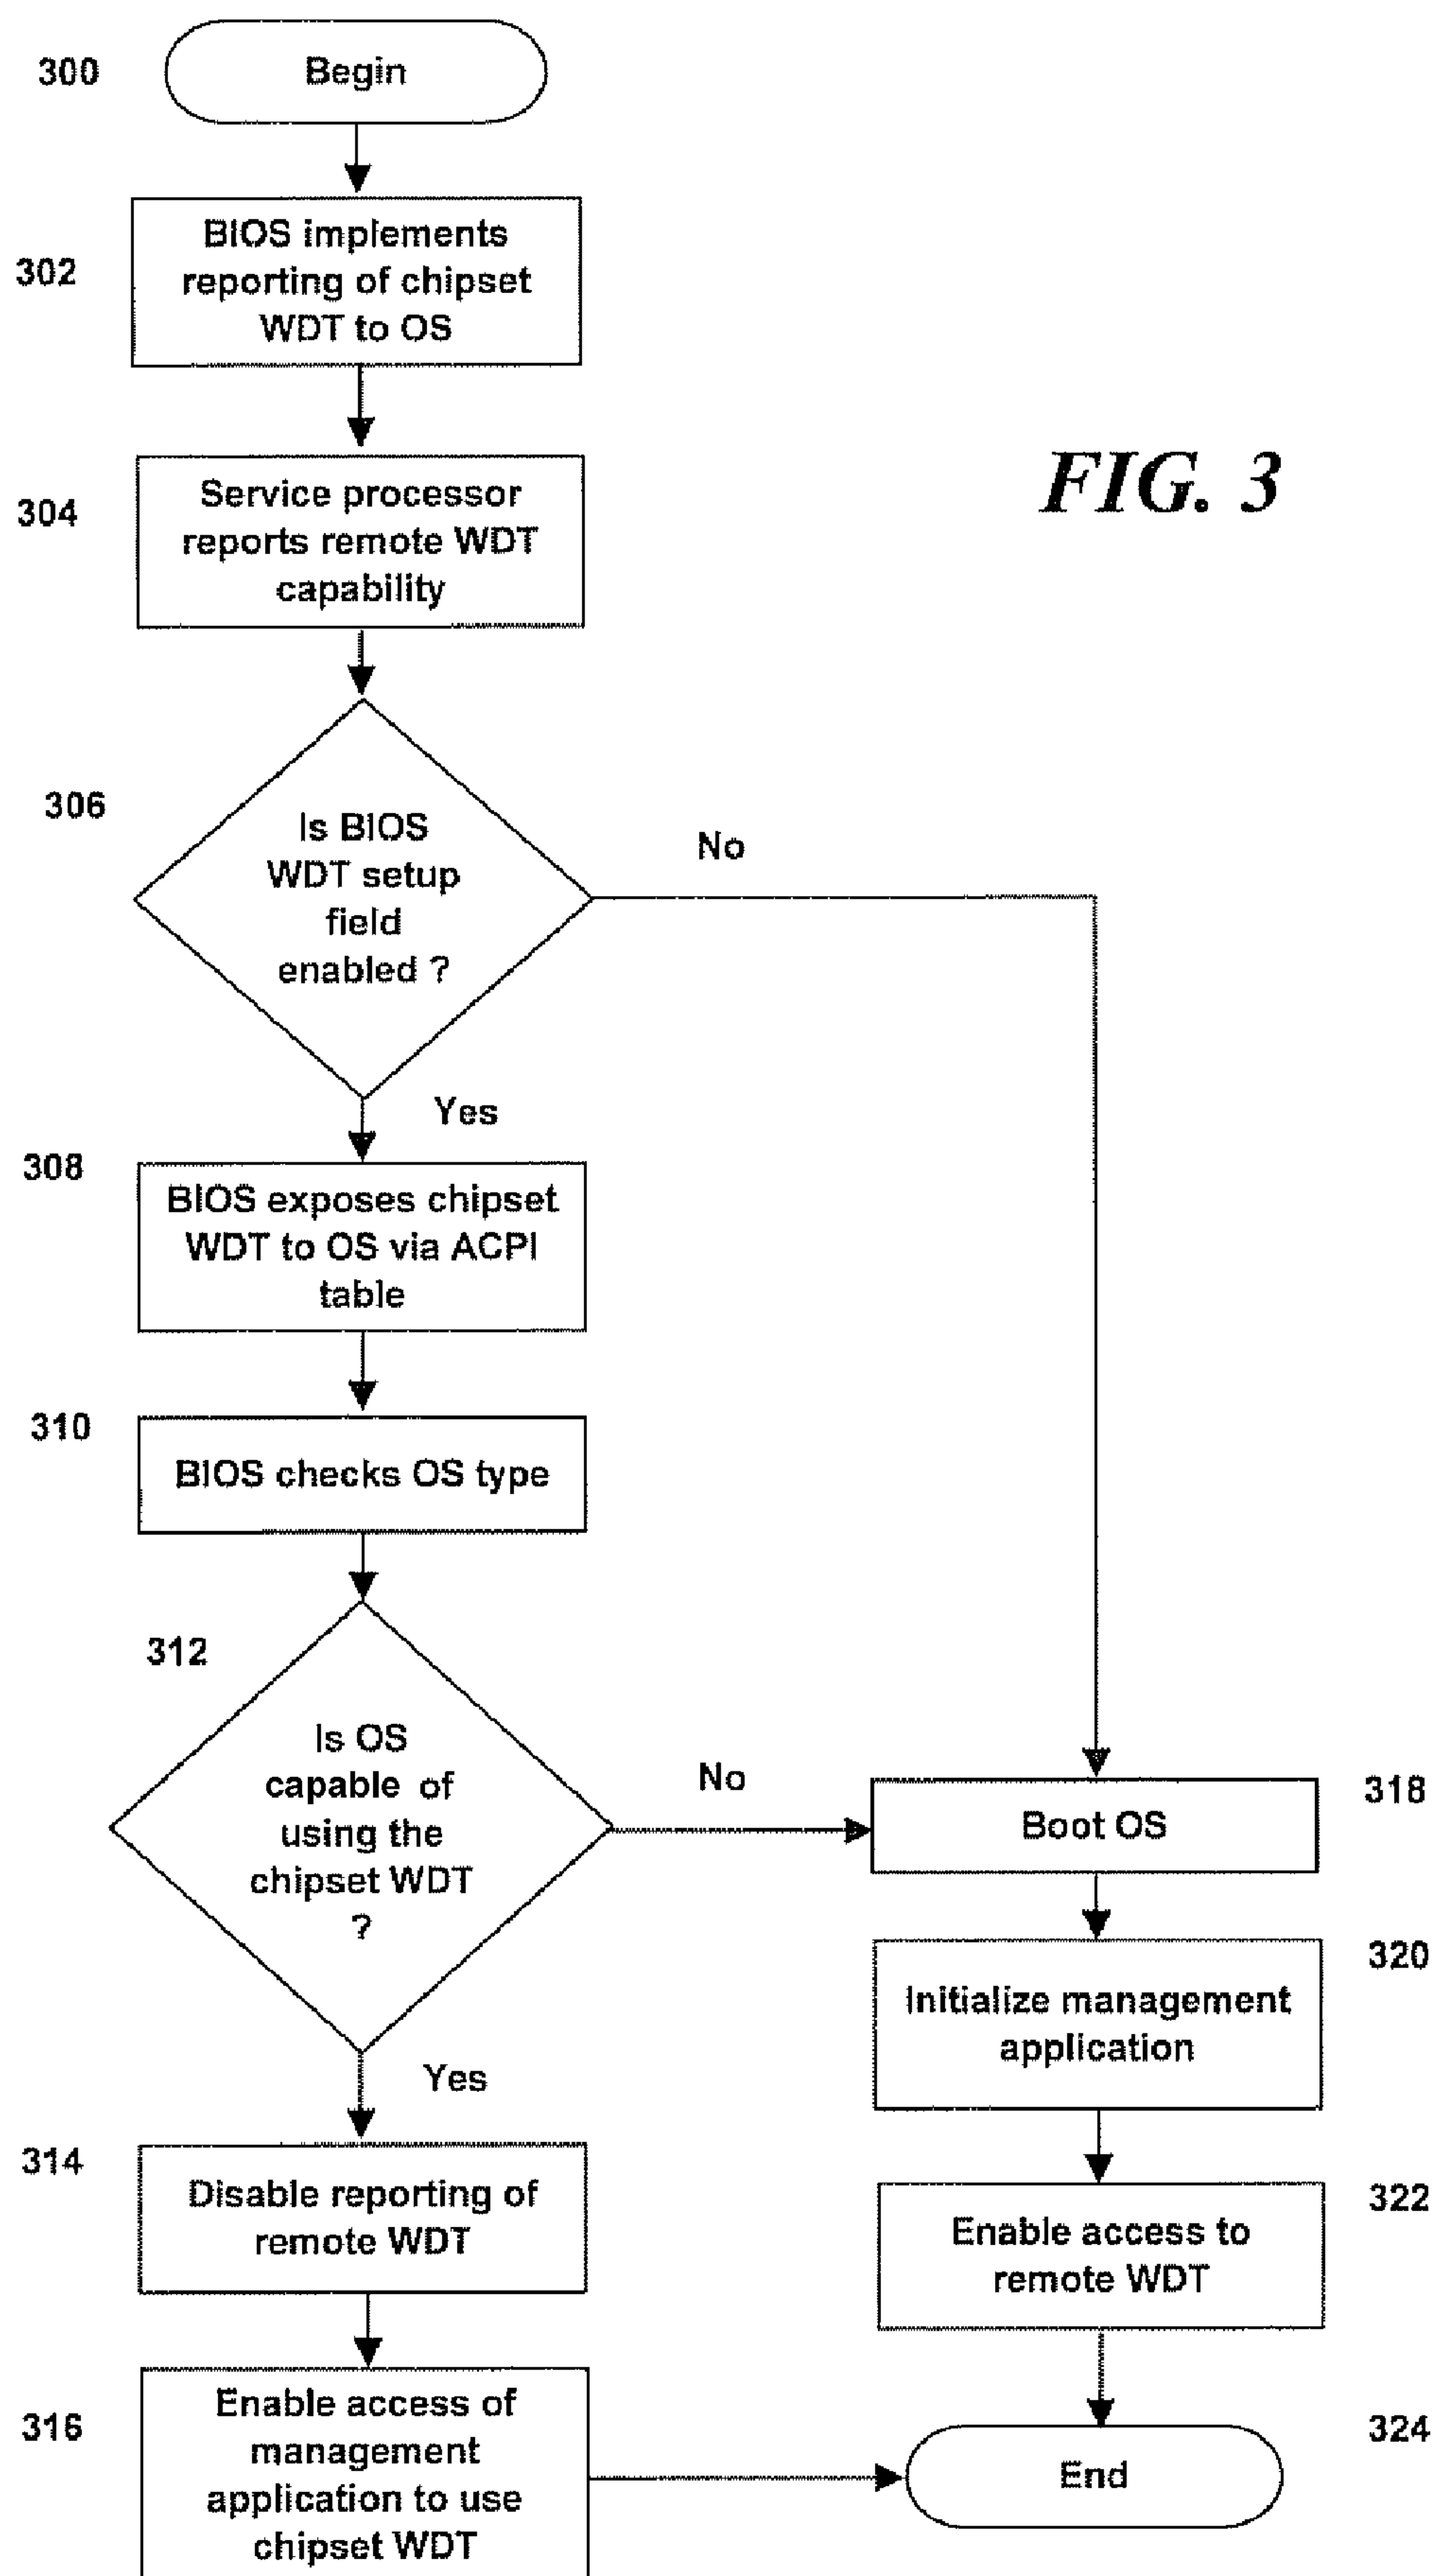 300
Begin
302
BIOS implements
reporting of chipset
WDT to OS
304
Service processor
reports remote WDT
capability
FIG. 3
306
Is BIOS
WDT setup
field
enabled ?
No
Yes
308
BIOS exposes chipset
WDT to OS via ACPI
table
310
BIOS checks OS type
312
Is OS
capable of
using the
chipset WDT
?
No
Yes
318
Boot OS
320
Initialize management
application
314
Disable reporting of
remote WDT
322
Enable access to
remote WDT
316
Enable access of
management
application to use
chipset WDT
324
End